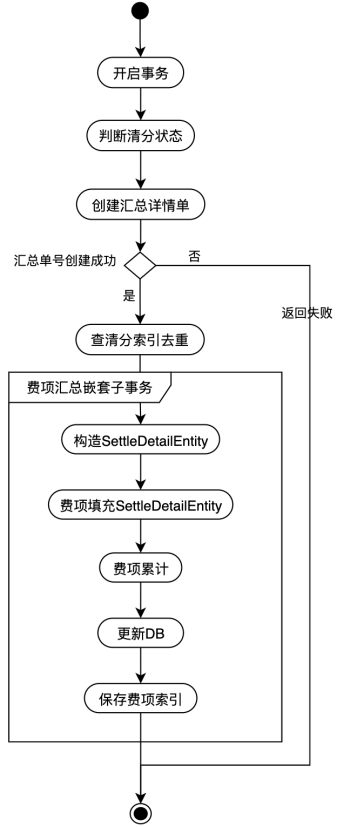 开启事务
判断清分状态
创建汇总详情单
汇总单号创建成功
否
是
返回失败
查清分索引去重
费项汇总嵌套子事务
构造SettleDetailEntity
费项填充SettleDetailEntity
费项累计
更新DB
保存费项索引